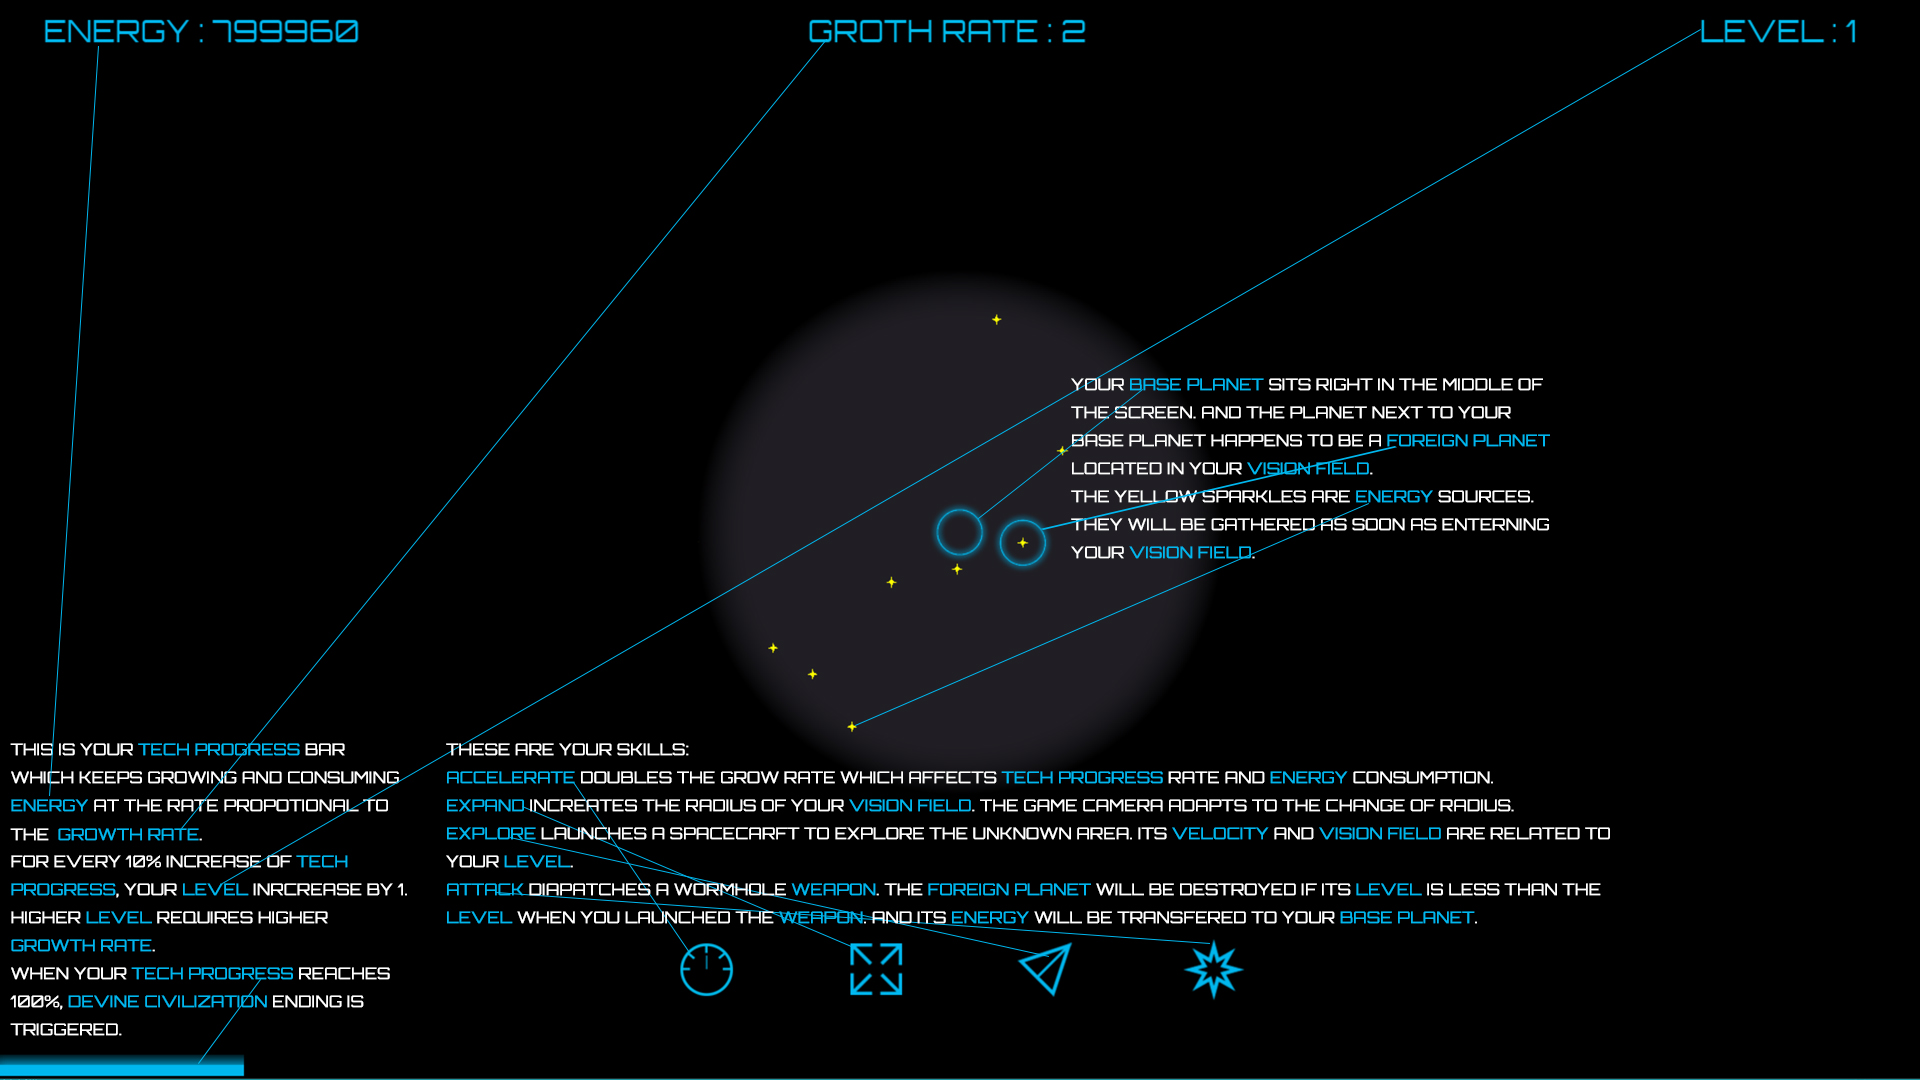 ENERGY : 799960
GROTH RATE : 2
LEVEL : 1
YOUR BASE PLANET SITS RIGHT IN THE MIDDLE OF
THE SCREEN. AND THE PLANET NEXT TO YOUR
BASE PLANET HAPPENS TO BE A FOREIGN PLANET
LOCATED IN YOUR VISION FIELD.
THE YELLOW SPARKLES ARE ENERGY SOURCES.
THEY WILL BE GATHERED AS SOON AS ENTERNING
YOUR VISION FIELD.
THIS IS YOUR TECH PROGRESS BAR
WHICH KEEPS GROWING AND CONSUMING
ENERGY AT THE RATE PROPOTIONAL TO
THE GROWTH RATE.
FOR EVERY 10% INCREASE OF TECH
PROGRESS, YOUR LEVEL INRCREASE BY 1.
HIGHER LEVEL REQUIRES HIGHER
GROWTH RATE.
WHEN YOUR TECH PROGRESS REACHES
100%, DEVINE CIVILIZATION ENDING IS
TRIGGERED.
THESE ARE YOUR SKILLS:
ACCELERATE DOUBLES THE GROW RATE WHICH AFFECTS TECH PROGRESS RATE AND ENERGY CONSUMPTION.
EXPAND INCREATES THE RADIUS OF YOUR VISION FIELD. THE GAME CAMERA ADAPTS TO THE CHANGE OF RADIUS.
EXPLORE LAUNCHES A SPACECARFT TO EXPLORE THE UNKNOWN AREA. ITS VELOCITY AND VISION FIELD ARE RELATED TO
YOUR LEVEL.
ATTACK DIAPATCHES A WORMHOLE WEAPON. THE FOREIGN PLANET WILL BE DESTROYED IF ITS LEVEL IS LESS THAN THE
LEVEL WHEN YOU LAUNCHED THE WEAPON. AND ITS ENERGY WILL BE TRANSFERED TO YOUR BASE PLANET.